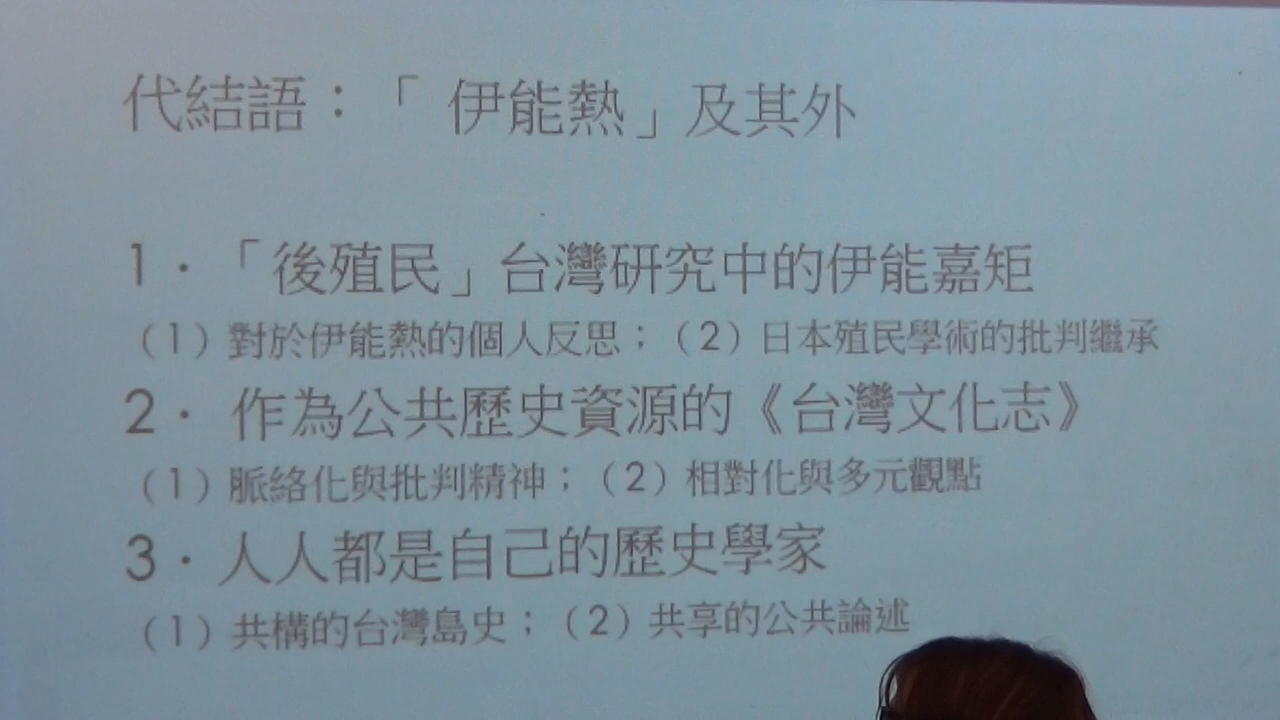 代結語：「 伊能熱」及其外
1．「後殖民」台灣研究中的伊能嘉矩
（1）對於伊能熱的個人反思；（2）日本殖民學術的批判繼承
2． 作為公共歷史資源的《台灣文化志》
（1）脈絡化與批判精神；（2）相對化與多元觀點
3．人人都是自己的歷史學家
（1）共構的台灣島史；（2）共享的公共論述